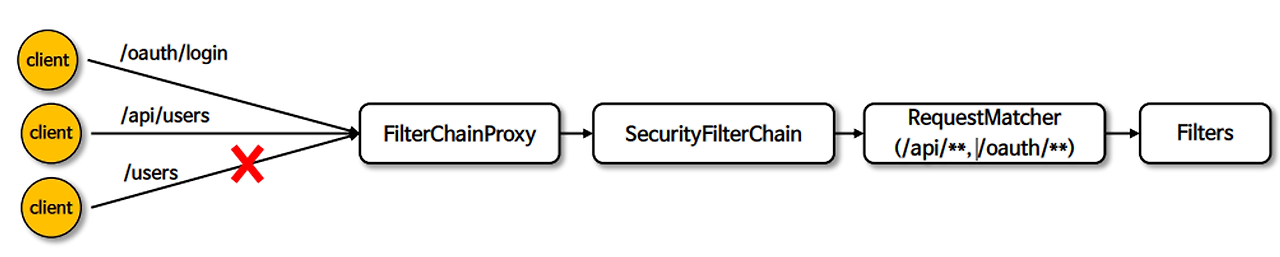 client
/oauth/login
client
/api/users
client
/users
FilterChainProxy
SecurityFilterChain
RequestMatcher
(/api/**, /oauth/**)
Filters